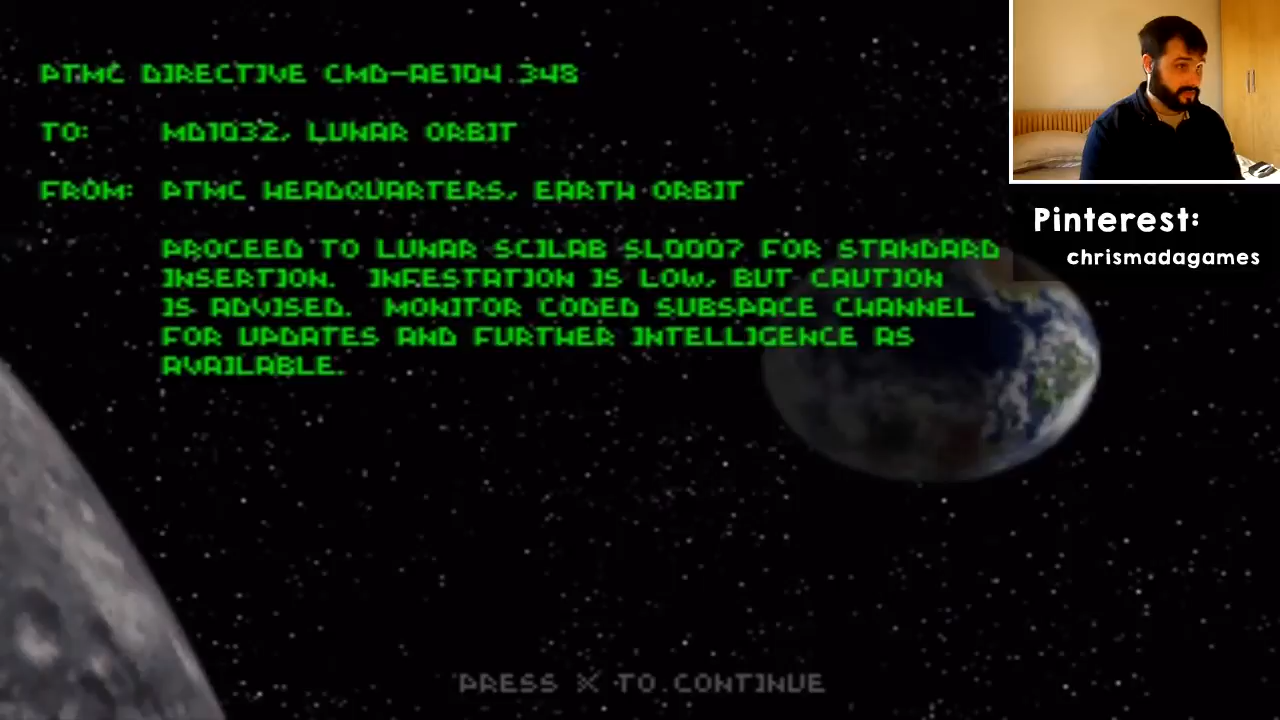 PTMC DIRECTIVE CMD-AE104 348
TO: MD1032, LUNAR ORBIT
FROM: PTMC HEADQUARTERS, EARTH ORBIT
PROCEED TO LUNAR SCILAB SL0007 FOR STANDARD
INSERTION. INFESTATION IS LOW, BUT CAUTION
IS ADVISED. MONITOR CODED SUBSPACE CHANNEL
FOR UPDATES AND FURTHER INTELLIGENCE AS
AVAILABLE.
PRESS X TO CONTINUE
Pinterest:
chrismadagames